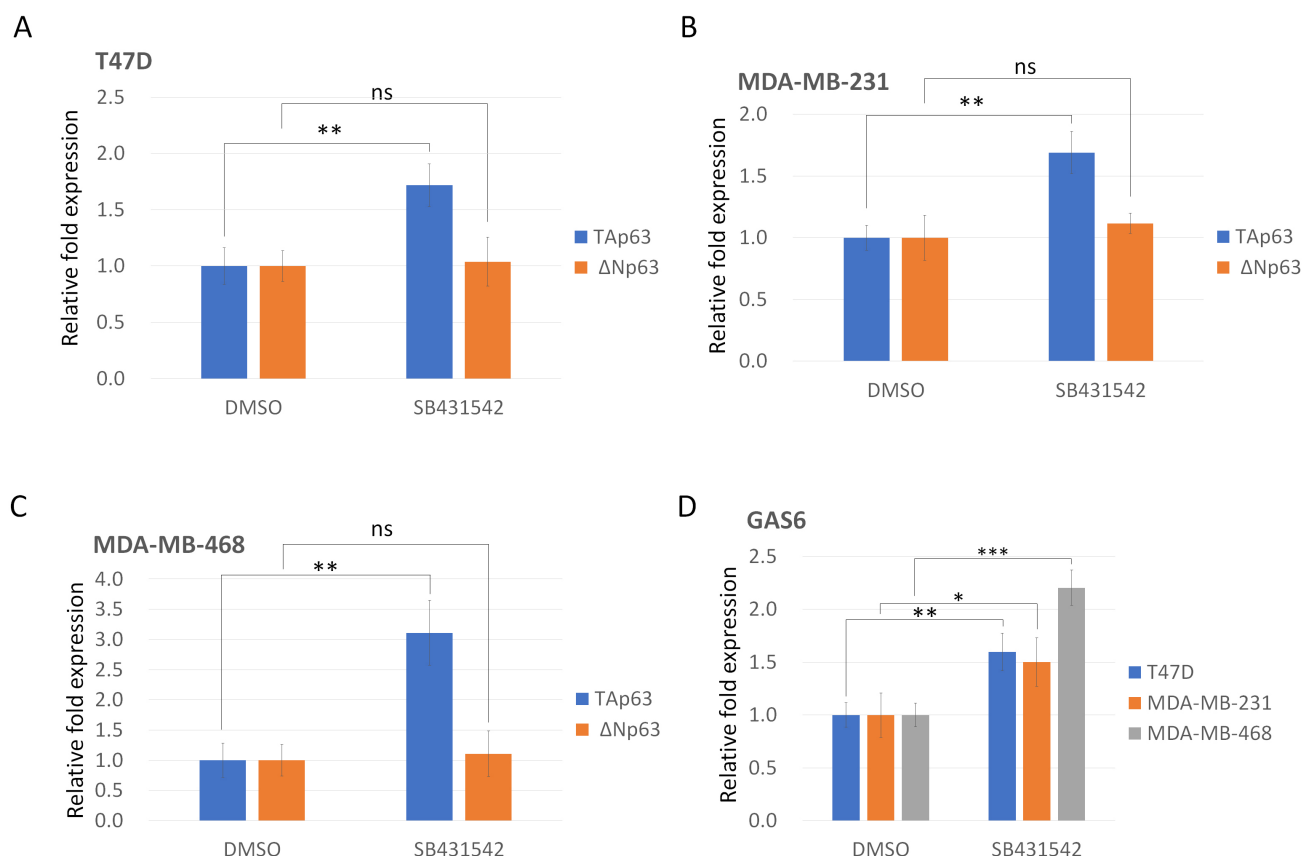 A
T47D
Relative fold expression
2.5
2.0
1.5
1.0
0.5
0.0
ns
**
DMSO
SB431542
TAp63
ΔNp63
B
MDA-MB-231
Relative fold expression
2.0
1.5
1.0
0.5
0.0
ns
**
DMSO
SB431542
TAp63
ΔNp63
C
MDA-MB-468
Relative fold expression
4.0
3.5
3.0
2.5
2.0
1.5
1.0
0.5
0.0
ns
**
DMSO
SB431542
TAp63
ΔNp63
D
GAS6
Relative fold expression
2.5
2.0
1.5
1.0
0.5
0.0
***
*
**
DMSO
SB431542
T47D
MDA-MB-231
MDA-MB-468